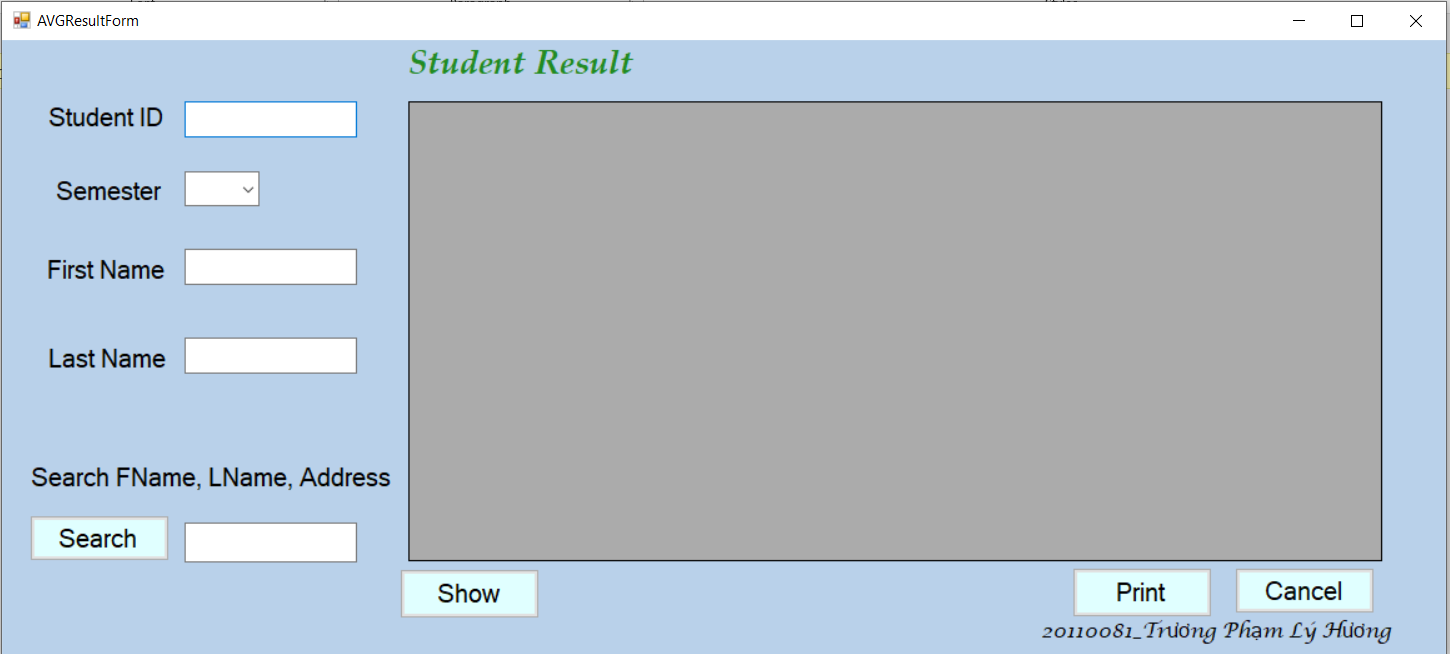 AVGResultForm
Student Result
Student ID
Semester
First Name
Last Name
Search FName, LName, Address
Search
Show
Print
Cancel
20110081_Trương Phạm Lý Hương